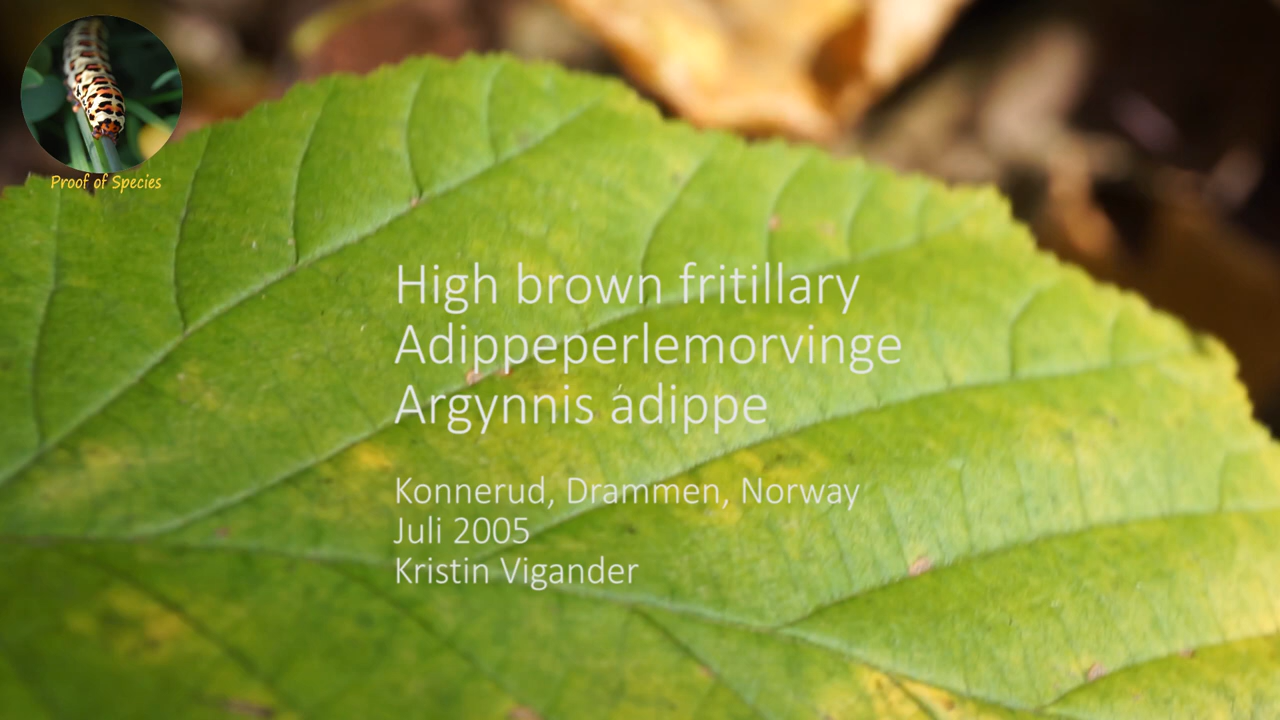 Proof of Species
High brown fritillary
Adippeperlemorvinge
Argynnis adippe
Konnerud, Drammen, Norway
Juli 2005
Kristin Vigander